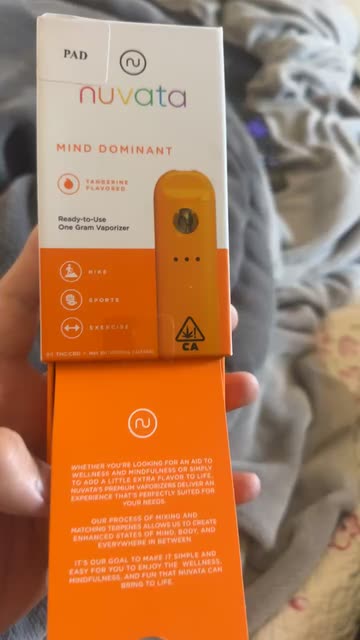 PAD
N
nuvata
MIND DOMINANT
TANGERINE
FLAVORED
Ready-to-Use
One Gram Vaporizer
HIKE
SPORTS
EXERCISE
CA
THC:CBD
N
WHETHER YOU'RE LOOKING FOR AN AID TO
WELLNESS AND MINDFULNESS OR SIMPLY
TO ADD A LITTLE EXTRA FLAVOR TO LIFE,
NUVATA'S PREMIUM VAPORIZERS DELIVER AN
EXPERIENCE THAT'S PERFECTLY SUITED FOR
YOUR NEEDS.
OUR PROCESS OF MIXING AND
MATCHING TERPENES ALLOWS US TO CREATE
ENHANCED STATES OF MIND, BODY, AND
EVERYWHERE IN BETWEEN
IT'S OUR GOAL TO MAKE IT SIMPLE AND
EASY FOR YOU TO ENJOY THE WELLNESS,
MINDFULNESS, AND FUN THAT NUVATA CAN
BRING TO LIFE.